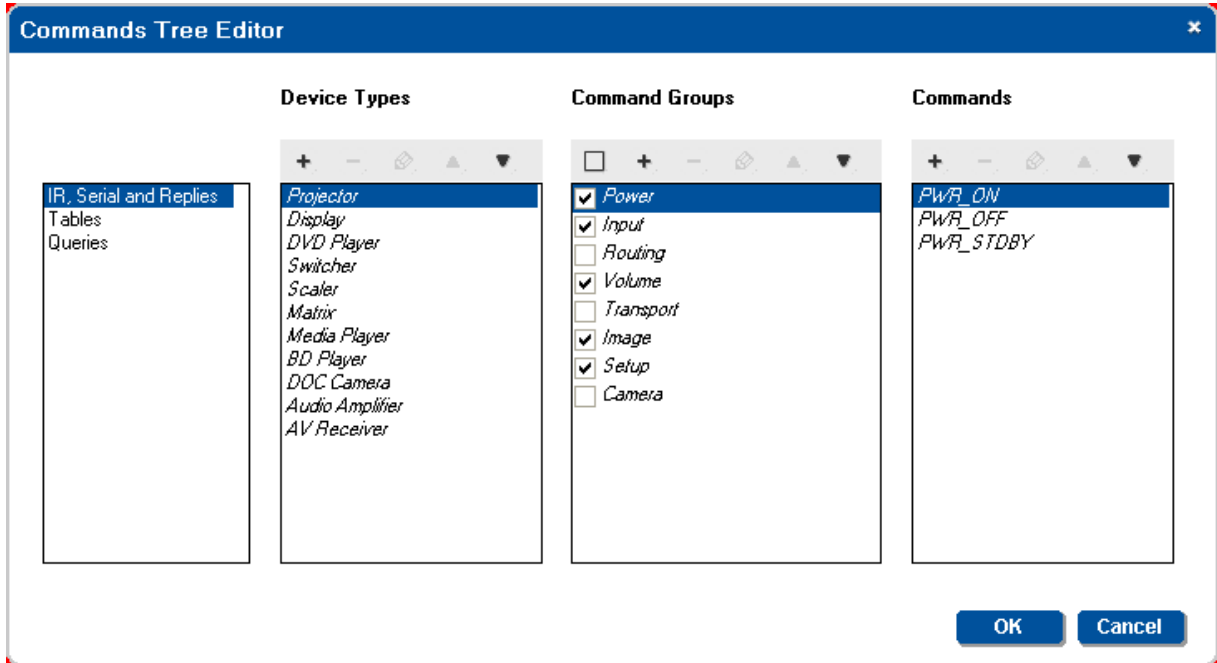 Commands Tree Editor
Device Types
Command Groups
Commands
IR, Serial and Replies
Tables
Queries
Projector
Display
DVD Player
Switcher
Scaler
Matrix
Media Player
BD Player
DOC Camera
Audio Amplifier
AV Receiver
Power
Input
Routing
Volume
Transport
Image
Setup
Camera
PWR_ON
PWR_OFF
PWR_STDBY
OK
Cancel